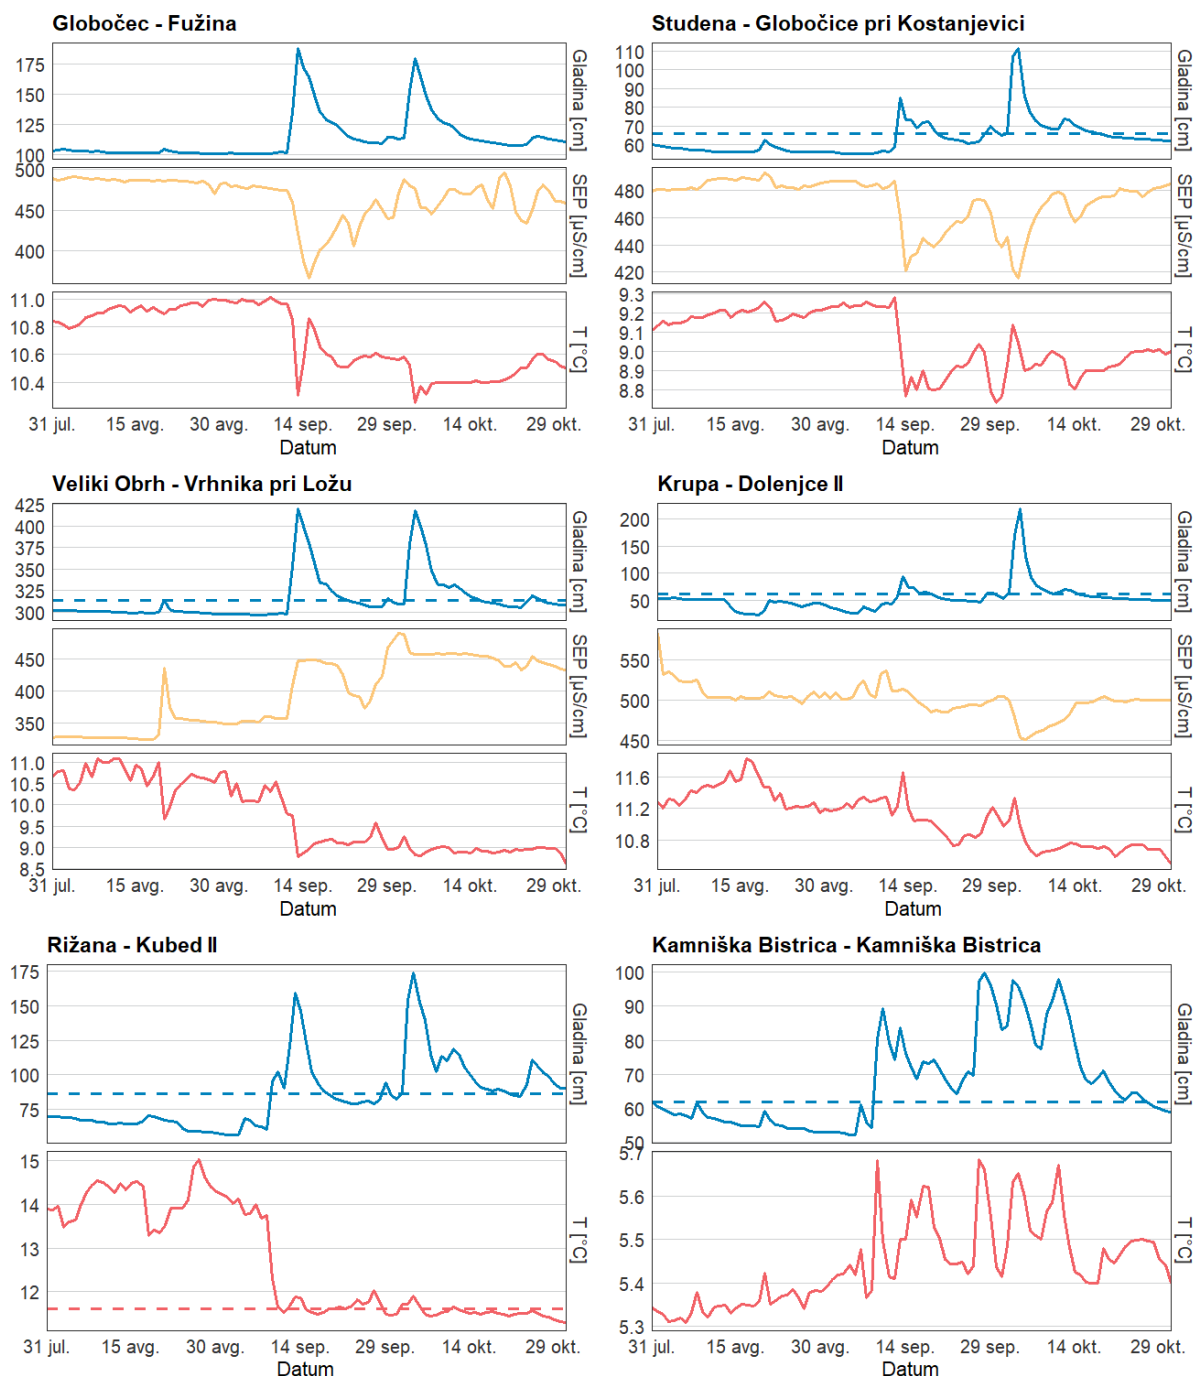 Globočec - Fužina
175
150
125
100
Gladina [cm]
500
450
400
SEP [µS/cm]
11.0
10.8
10.6
10.4
T [°C]
31 jul.
15 avg.
30 avg.
14 sep.
29 sep.
14 okt.
29 okt.
Datum
Studena - Globočice pri Kostanjevici
110
100
90
80
70
60
Gladina [cm]
480
460
440
420
SEP [µS/cm]
9.3
9.2
9.1
9.0
8.9
8.8
T [°C]
31 jul.
15 avg.
30 avg.
14 sep.
29 sep.
14 okt.
29 okt.
Datum
Veliki Obrh - Vrhnika pri Ložu
425
400
375
350
325
300
Gladina [cm]
450
400
350
SEP [µS/cm]
11.0
10.5
10.0
9.5
9.0
8.5
T [°C]
31 jul.
15 avg.
30 avg.
14 sep.
29 sep.
14 okt.
29 okt.
Datum
Krupa - Dolenjce II
200
150
100
50
Gladina [cm]
550
500
450
SEP [µS/cm]
11.6
11.2
10.8
T [°C]
31 jul.
15 avg.
30 avg.
14 sep.
29 sep.
14 okt.
29 okt.
Datum
Rižana - Kubed II
175
150
125
100
75
Gladina [cm]
15
14
13
12
T [°C]
31 jul.
15 avg.
30 avg.
14 sep.
29 sep.
14 okt.
29 okt.
Datum
Kamniška Bistrica - Kamniška Bistrica
100
90
80
70
60
50
Gladina [cm]
5.7
5.6
5.5
5.4
5.3
T [°C]
31 jul.
15 avg.
30 avg.
14 sep.
29 sep.
14 okt.
29 okt.
Datum